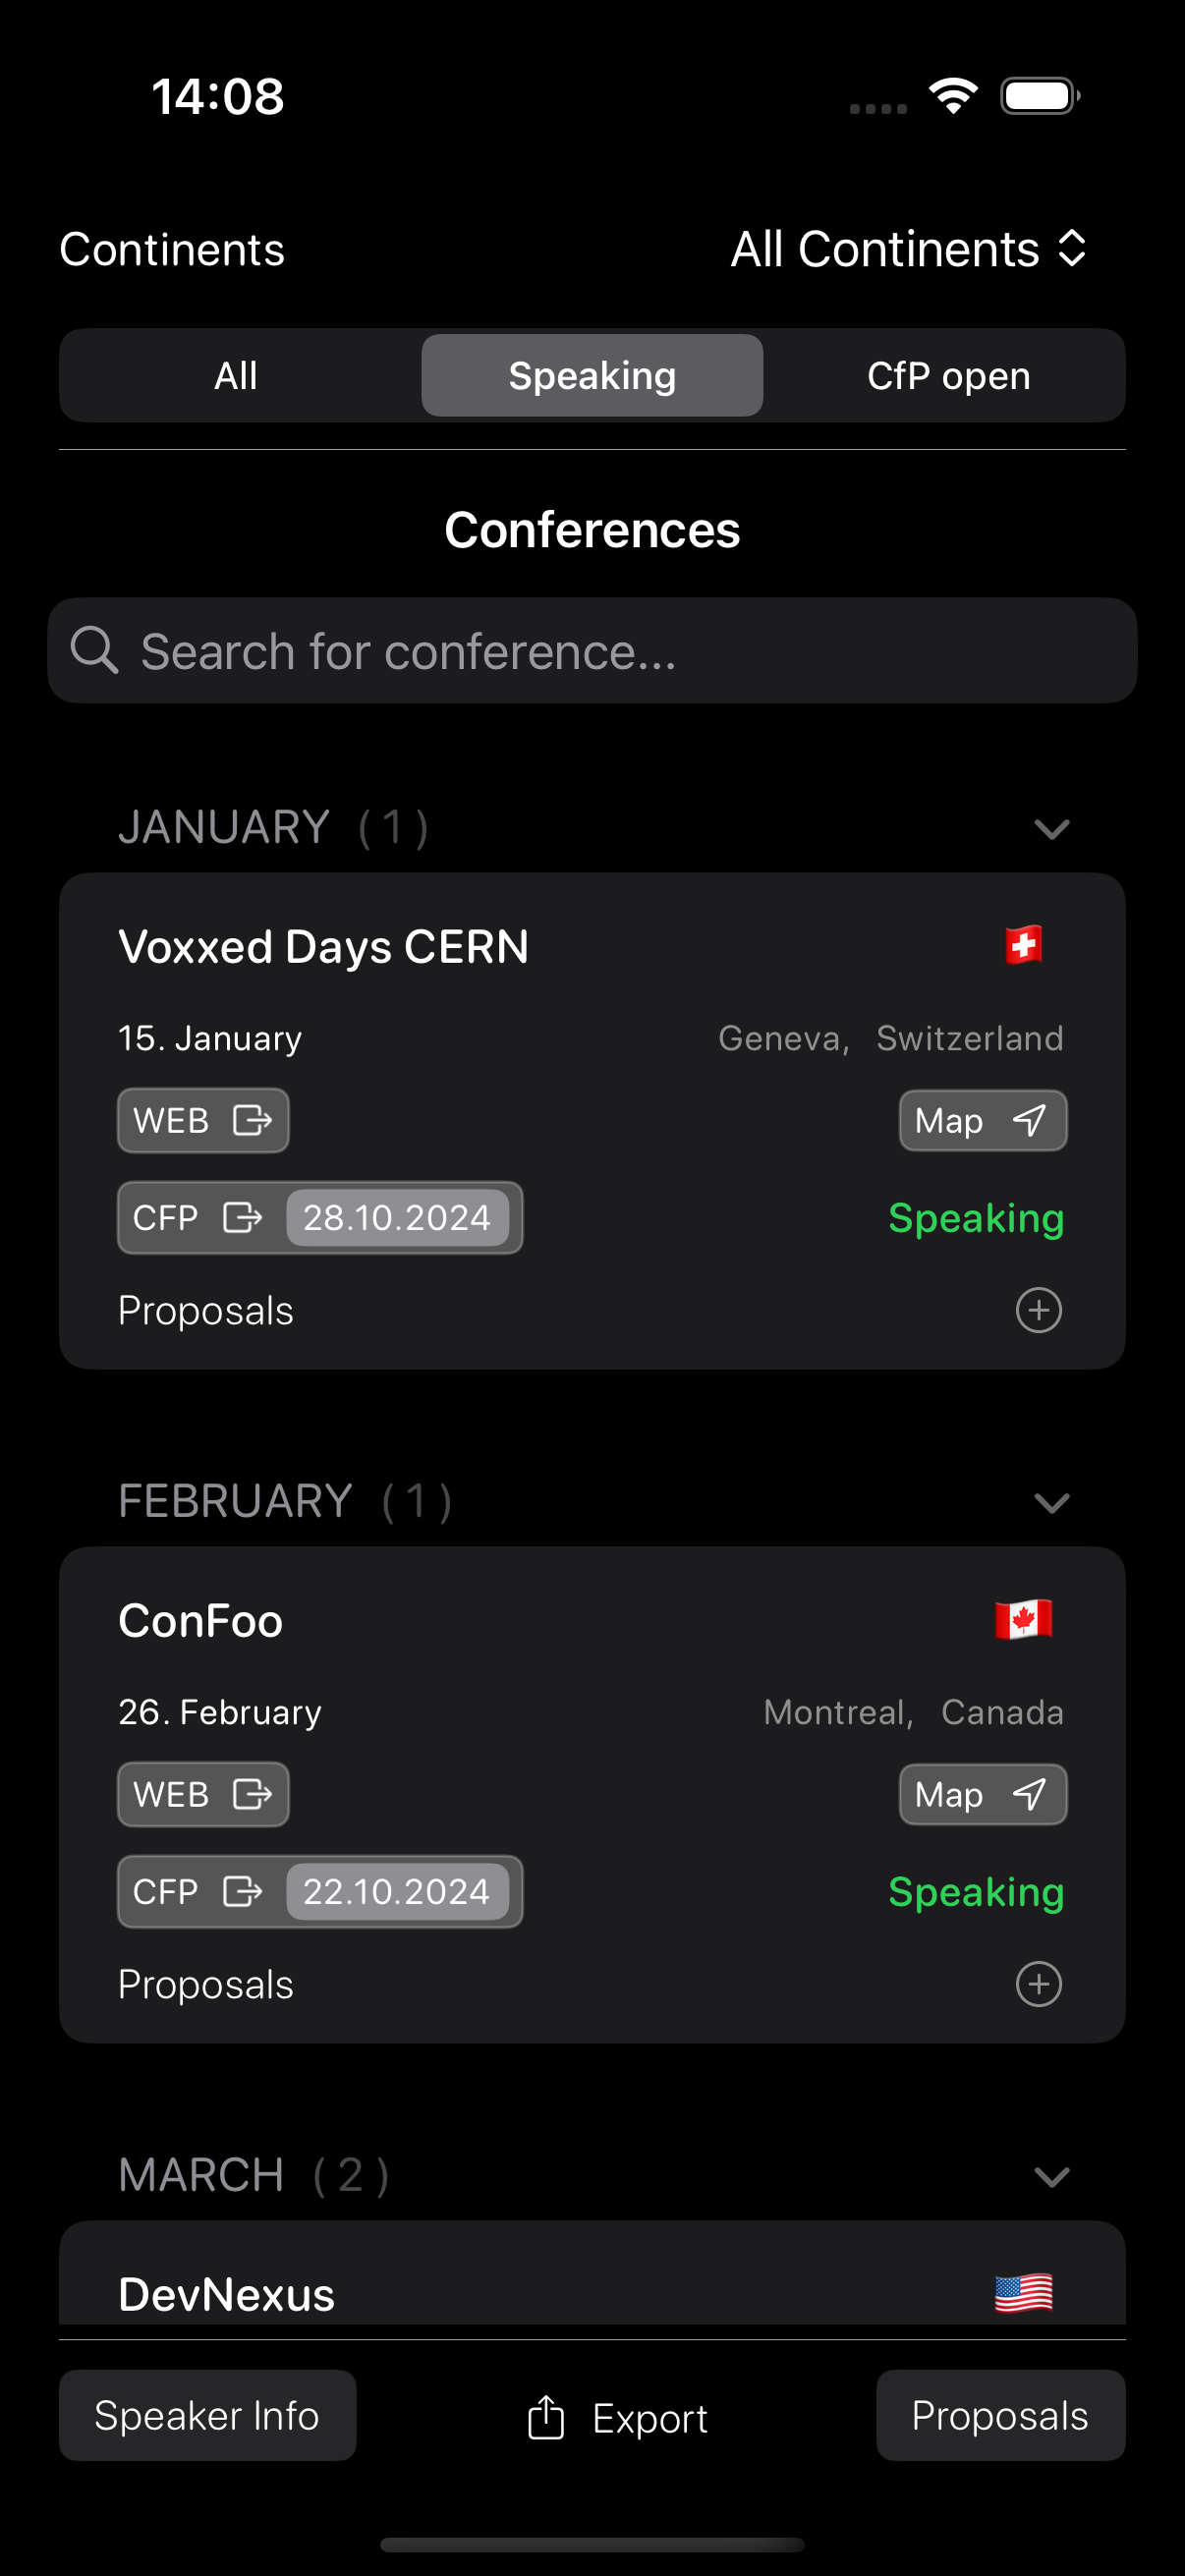 14:08
Continents All Continents
All Speaking CfP open
Conferences
Search for conference...
JANUARY (1)
Voxxed Days CERN
15. January Geneva, Switzerland
WEB Map
CFP 28.10.2024 Speaking
Proposals
FEBRUARY (1)
ConFoo
26. February Montreal, Canada
WEB Map
CFP 22.10.2024 Speaking
Proposals
MARCH (2)
DevNexus
Speaker Info Export Proposals